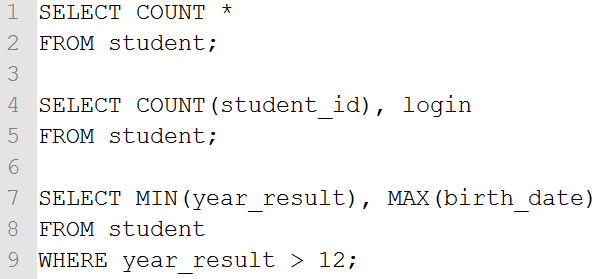 1 SELECT COUNT *
2 FROM student;
3
4 SELECT COUNT(student_id), login
5 FROM student;
6
7 SELECT MIN(year_result), MAX(birth_date)
8 FROM student
9 WHERE year_result > 12;